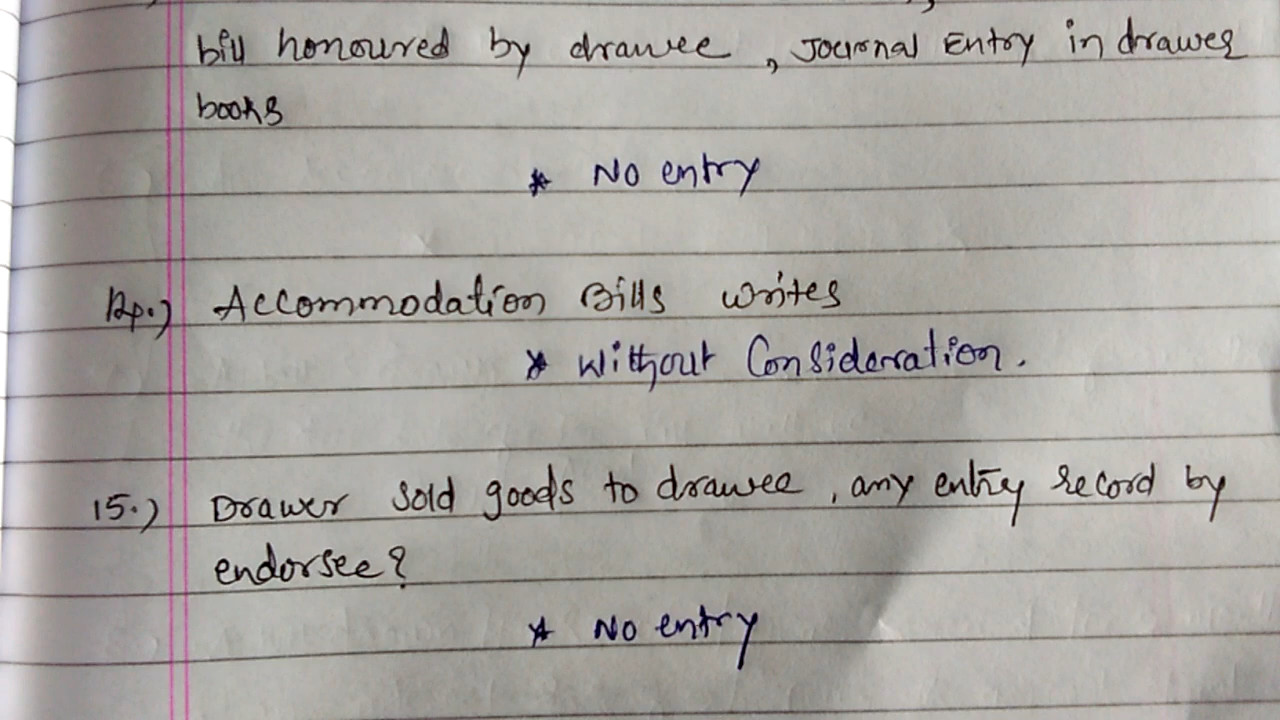 bill honoured by drawee, Journal Entry in drawer
books
* No entry
14.) Accommodation Bills writes
* Without Consideration.
15.) Drawer sold goods to drawee, any entry record by
endorsee?
* No entry